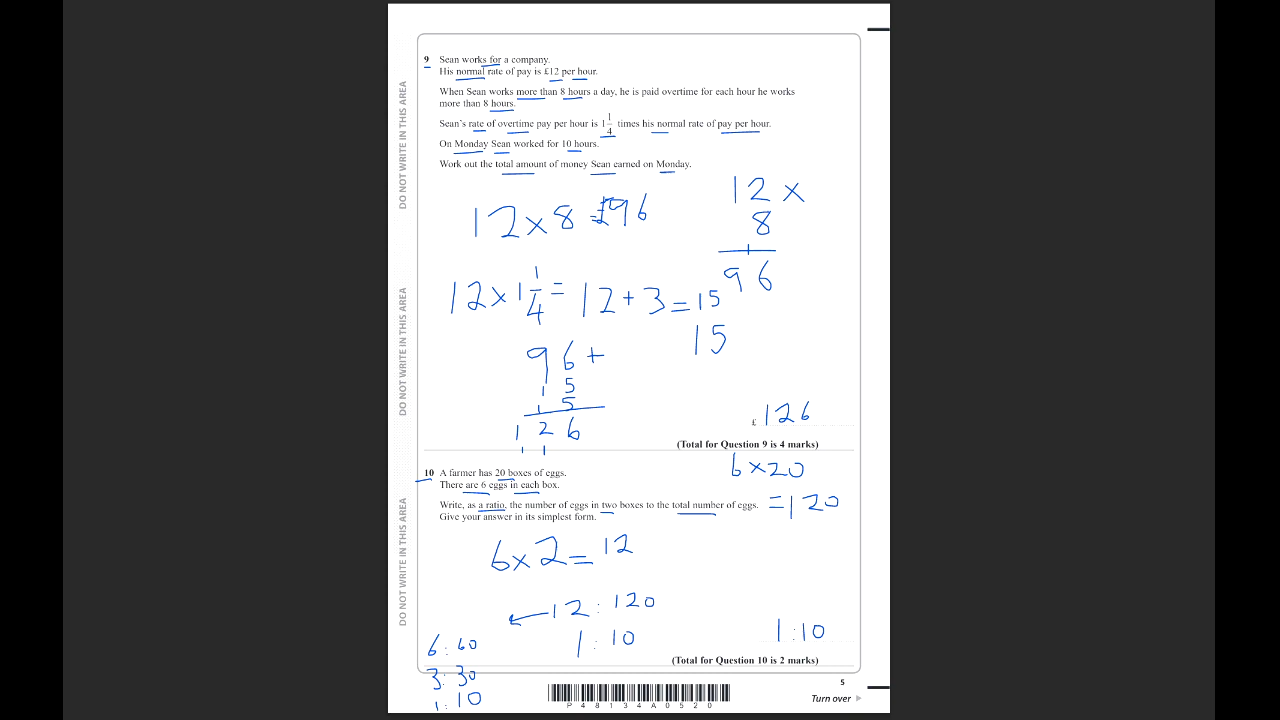 9 Sean works for a company.
His normal rate of pay is £12 per hour.
When Sean works more than 8 hours a day, he is paid overtime for each hour he works
more than 8 hours.
Sean's rate of overtime pay per hour is 1 1/4 times his normal rate of pay per hour.
On Monday Sean worked for 10 hours.
Work out the total amount of money Sean earned on Monday.
12 × 8 = £96
12 ×
8
1
96
12 × 1 1/4 = 12 + 3 = 15
15
96 +
15
15
126
1 1
£ 126
(Total for Question 9 is 4 marks)
10 A farmer has 20 boxes of eggs.
There are 6 eggs in each box.
Write, as a ratio, the number of eggs in two boxes to the total number of eggs.
Give your answer in its simplest form.
6 × 20
= 120
6 × 2 = 12
12 : 120
1 : 10
6 : 60
3 : 30
1 : 10
1 : 10
(Total for Question 10 is 2 marks)
DO NOT WRITE IN THIS AREA
DO NOT WRITE IN THIS AREA
DO NOT WRITE IN THIS AREA
P 4 8 1 3 4 A 0 5 2 0
5
Turn over